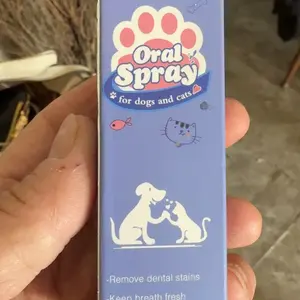 Oral
Spray
for dogs and cats
-Remove dental stains
-Keep breath fresh